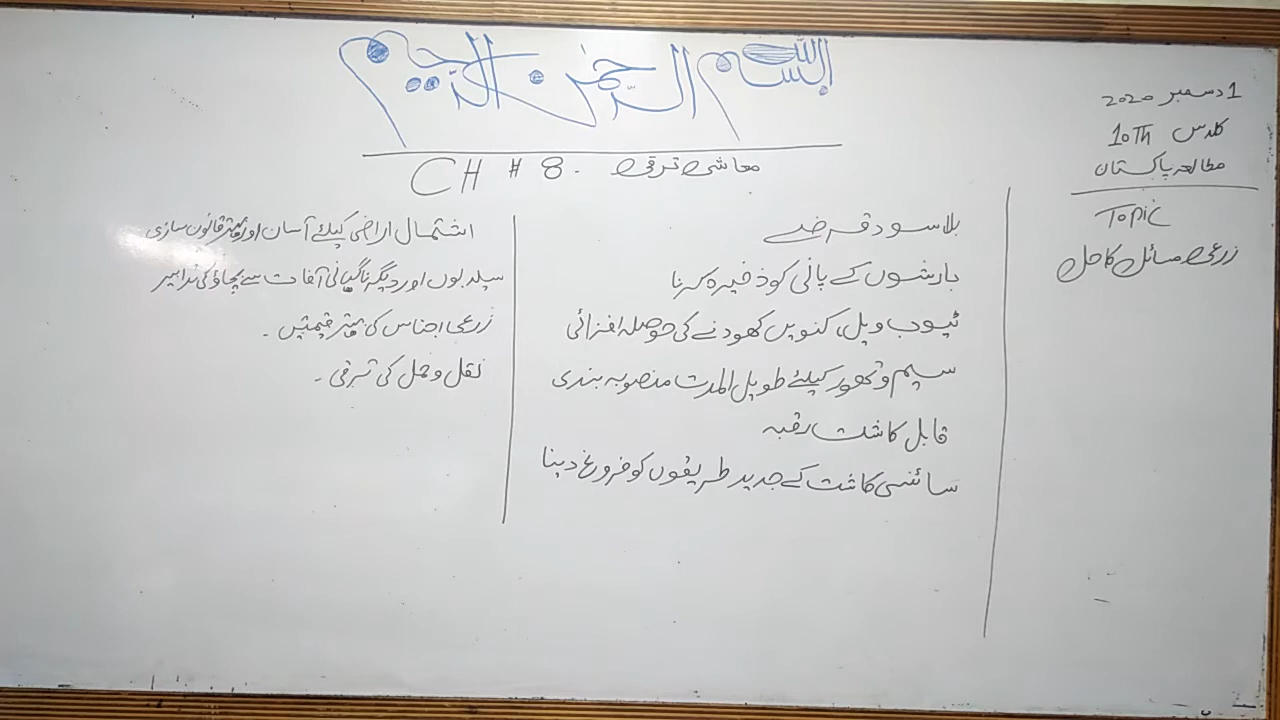 بسم اللہ الرحمن الرحیم
1 دسمبر 2020
کلاس 10TH
مطالعہ پاکستان
CH # 8 - معاشی ترقی
Topic
زرعی مسائل کا حل
بلا سود قرضے
بارشوں کے پانی کو ذخیرہ کرنا
ٹیوب ویل، کنویں کھودنے کی حوصلہ افزائی
سیم و تھور کیلئے طویل المدت منصوبہ بندی
قابل کاشت رقبہ
سائنسی کاشت کے جدید طریقوں کو فروغ دینا
اشتمال اراضی کیلئے آسان اور بہتر قانون سازی
سیلابوں اور دیگر ناگہانی آفات سے بچاؤ کی تدابیر
زرعی اجناس کی بہتر قیمتیں ۔
نقل و حمل کی ترقی ۔